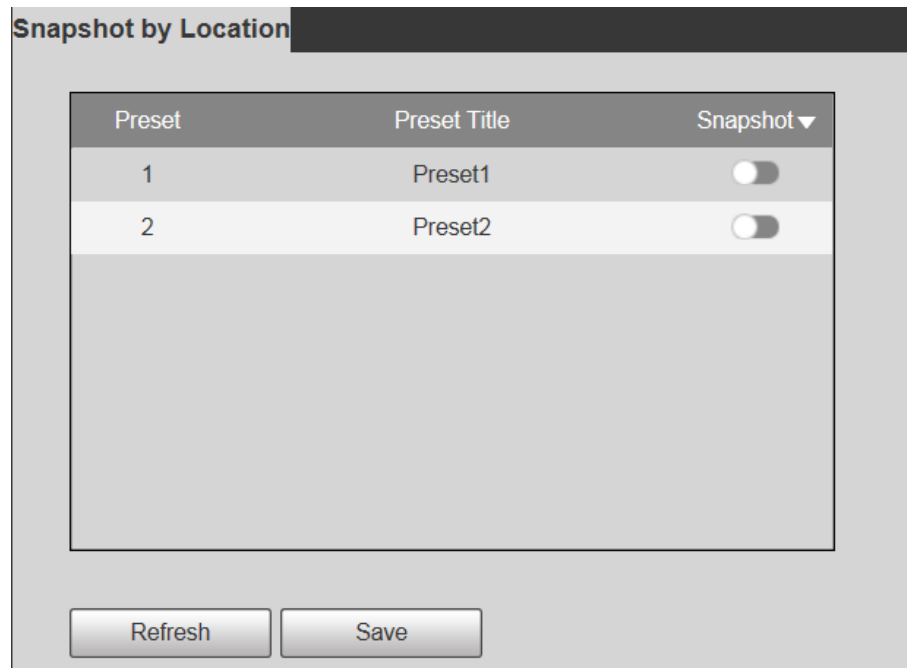 Snapshot by Location
Preset Preset Title Snapshot
1 Preset1
2 Preset2
Refresh Save